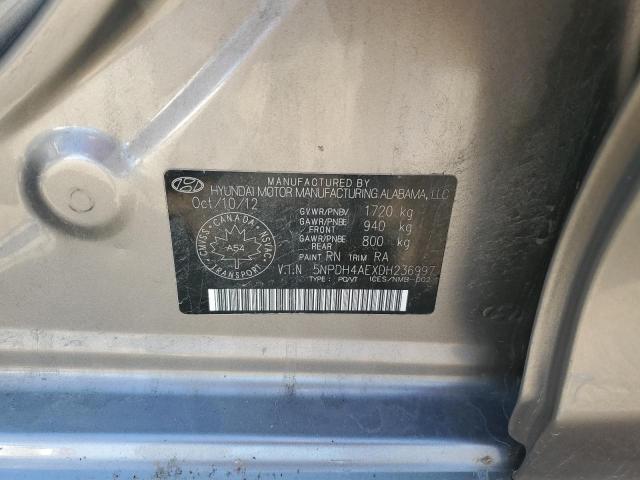 MANUFACTURED BY
HYUNDAI MOTOR MANUFACTURING ALABAMA, LLC
Oct/10/12
GVWR/PNBV 1720 kg
GAWR/PNBE FRONT 940 kg
GAWR/PNBE REAR 800 kg
PAINT RN TRIM RA
V.I.N 5NPDH4AEXDH236997
TYPE : PC/VT ICES/NMB-002
CANADA
CMVSS NSVAC
A54
TRANSPORT